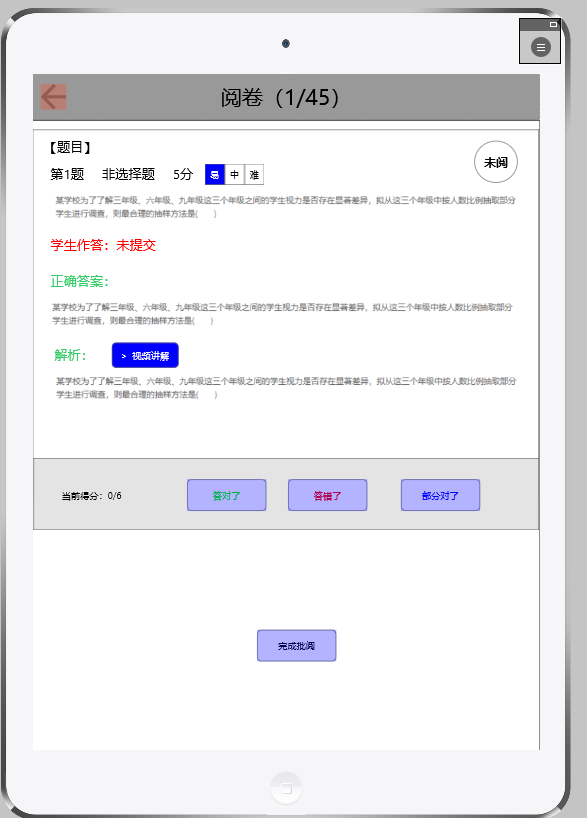 阅卷（1/45）
【题目】
未阅
第1题 非选择题 5分 易 中 难
某学校为了了解三年级、六年级、九年级这三个年级之间的学生视力是否存在显著差异，拟从这三个年级中按人数比例抽取部分
学生进行调查，则最合理的抽样方法是( )
学生作答：未提交
正确答案：
某学校为了了解三年级、六年级、九年级这三个年级之间的学生视力是否存在显著差异，拟从这三个年级中按人数比例抽取部分
学生进行调查，则最合理的抽样方法是( )
解析： > 视频讲解
某学校为了了解三年级、六年级、九年级这三个年级之间的学生视力是否存在显著差异，拟从这三个年级中按人数比例抽取部分
学生进行调查，则最合理的抽样方法是( )
当前得分：0/6 答对了 答错了 部分对了
完成批阅